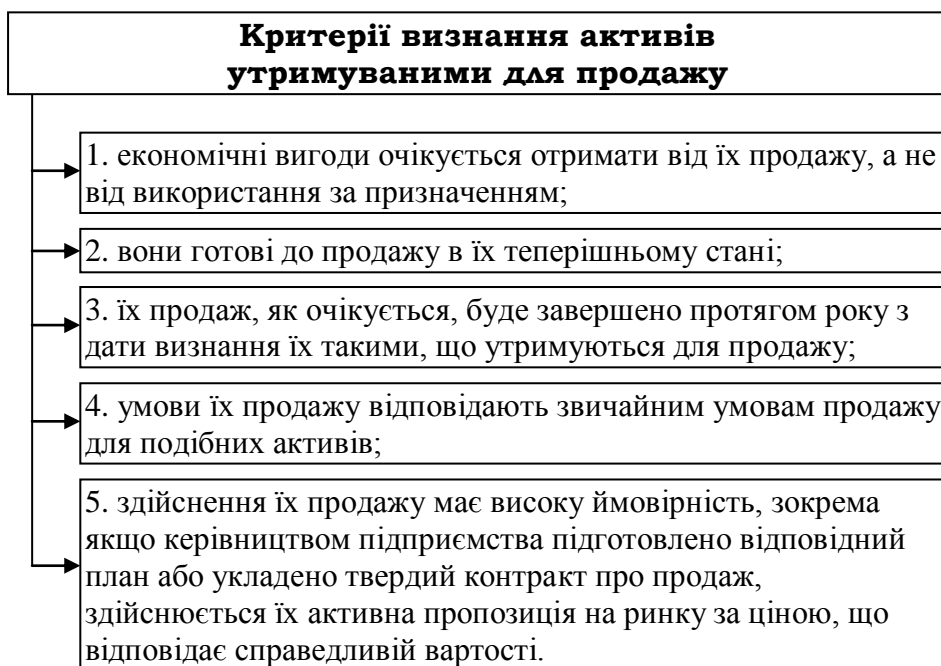 Критерії визнання активів
утримуваними для продажу
1. економічні вигоди очікується отримати від їх продажу, а не
від використання за призначенням;
2. вони готові до продажу в їх теперішньому стані;
3. їх продаж, як очікується, буде завершено протягом року з
дати визнання їх такими, що утримуються для продажу;
4. умови їх продажу відповідають звичайним умовам продажу
для подібних активів;
5. здійснення їх продажу має високу ймовірність, зокрема
якщо керівництвом підприємства підготовлено відповідний
план або укладено твердий контракт про продаж,
здійснюється їх активна пропозиція на ринку за ціною, що
відповідає справедливій вартості.